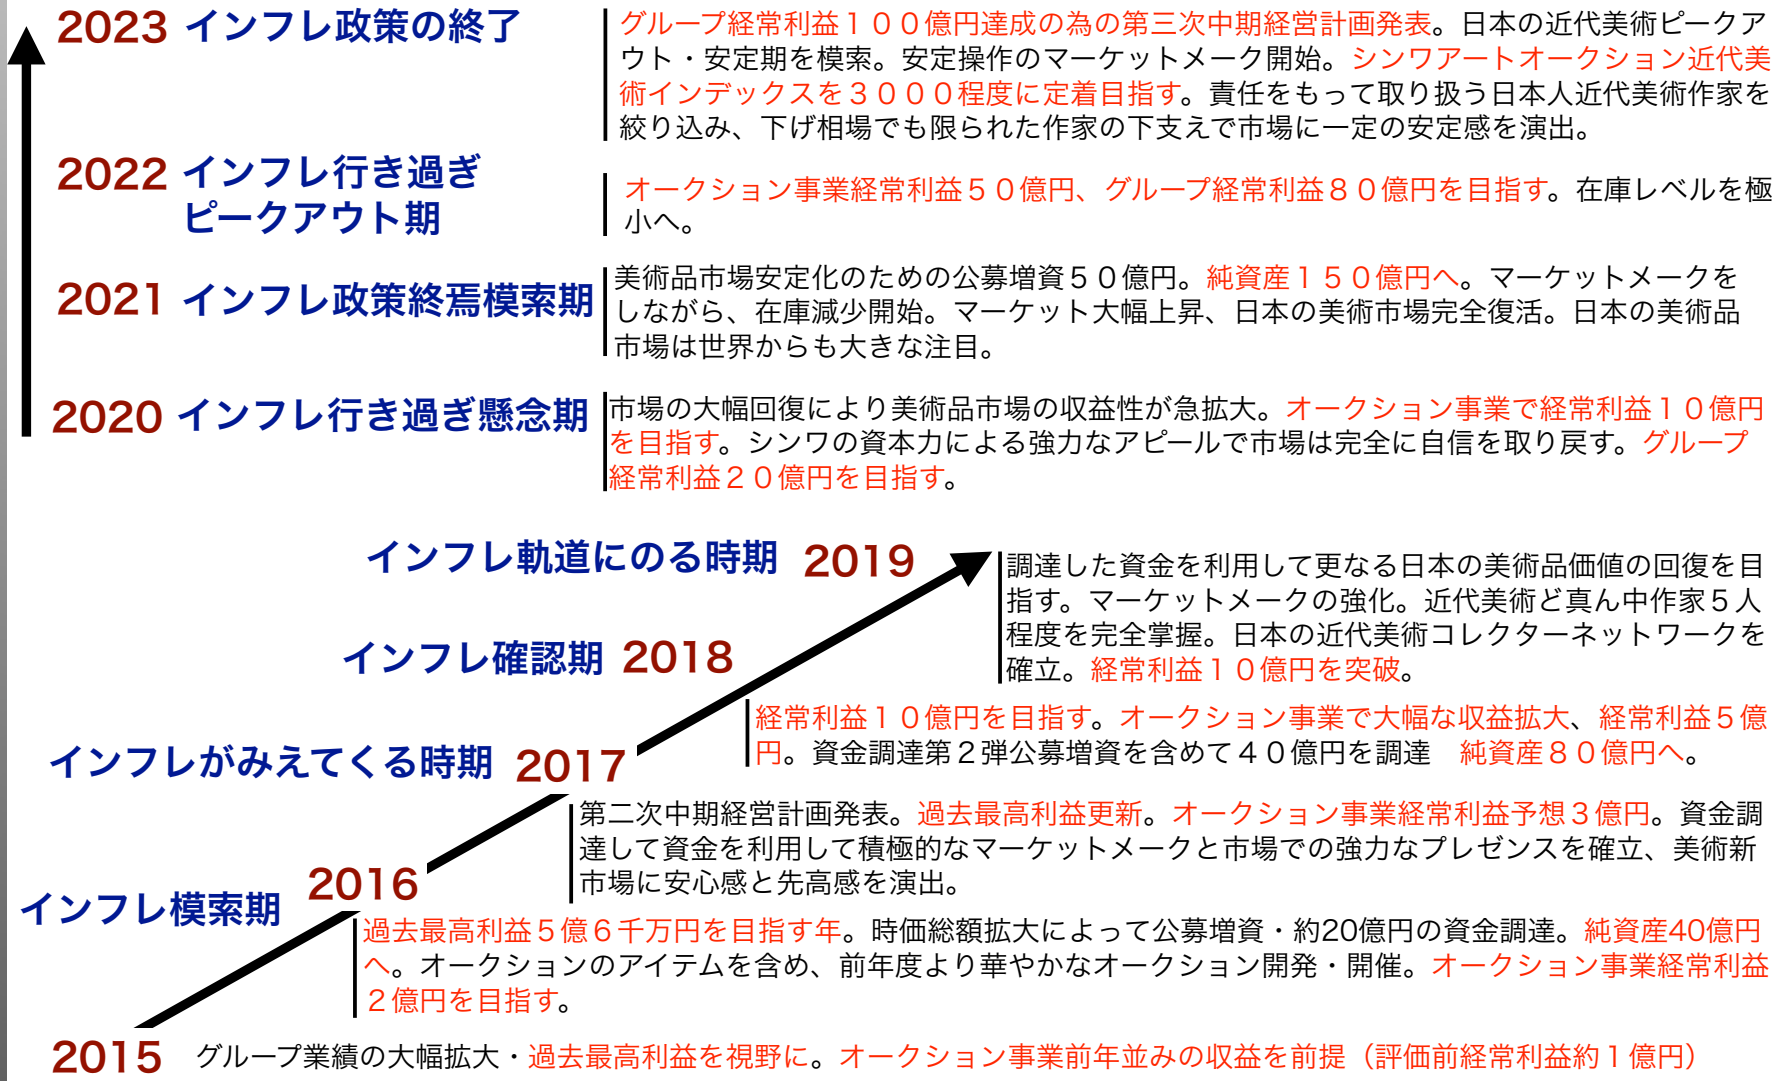 2023 インフレ政策の終了
グループ経常利益１００億円達成の為の第三次中期経営計画発表。日本の近代美術ピークア
ウト・安定期を模索。安定操作のマーケットメーク開始。シンワアートオークション近代美
術インデックスを３０００程度に定着目指す。責任をもって取り扱う日本人近代美術作家を
絞り込み、下げ相場でも限られた作家の下支えで市場に一定の安定感を演出。
2022 インフレ行き過ぎ
ピークアウト期
オークション事業経常利益５０億円、グループ経常利益８０億円を目指す。在庫レベルを極
小へ。
2021 インフレ政策終焉模索期
美術品市場安定化のための公募増資５０億円。純資産１５０億円へ。マーケットメークを
しながら、在庫減少開始。マーケット大幅上昇、日本の美術市場完全復活。日本の美術品
市場は世界からも大きな注目。
2020 インフレ行き過ぎ懸念期
市場の大幅回復により美術品市場の収益性が急拡大。オークション事業で経常利益１０億円
を目指す。シンワの資本力による強力なアピールで市場は完全に自信を取り戻す。グループ
経常利益２０億円を目指す。
インフレ軌道にのる時期 2019
調達した資金を利用して更なる日本の美術品価値の回復を目
指す。マーケットメークの強化。近代美術ど真ん中作家５人
程度を完全掌握。日本の近代美術コレクターネットワークを
確立。経常利益１０億円を突破。
インフレ確認期 2018
経常利益１０億円を目指す。オークション事業で大幅な収益拡大、経常利益５億
円。資金調達第２弾公募増資を含めて４０億円を調達　純資産８０億円へ。
インフレがみえてくる時期 2017
第二次中期経営計画発表。過去最高利益更新。オークション事業経常利益予想３億円。資金調
達して資金を利用して積極的なマーケットメークと市場での強力なプレゼンスを確立、美術新
市場に安心感と先高感を演出。
インフレ模索期 2016
過去最高利益５億６千万円を目指す年。時価総額拡大によって公募増資・約20億円の資金調達。純資産40億円
へ。オークションのアイテムを含め、前年度より華やかなオークション開発・開催。オークション事業経常利益
２億円を目指す。
2015 グループ業績の大幅拡大・過去最高利益を視野に。オークション事業前年並みの収益を前提（評価前経常利益約１億円）